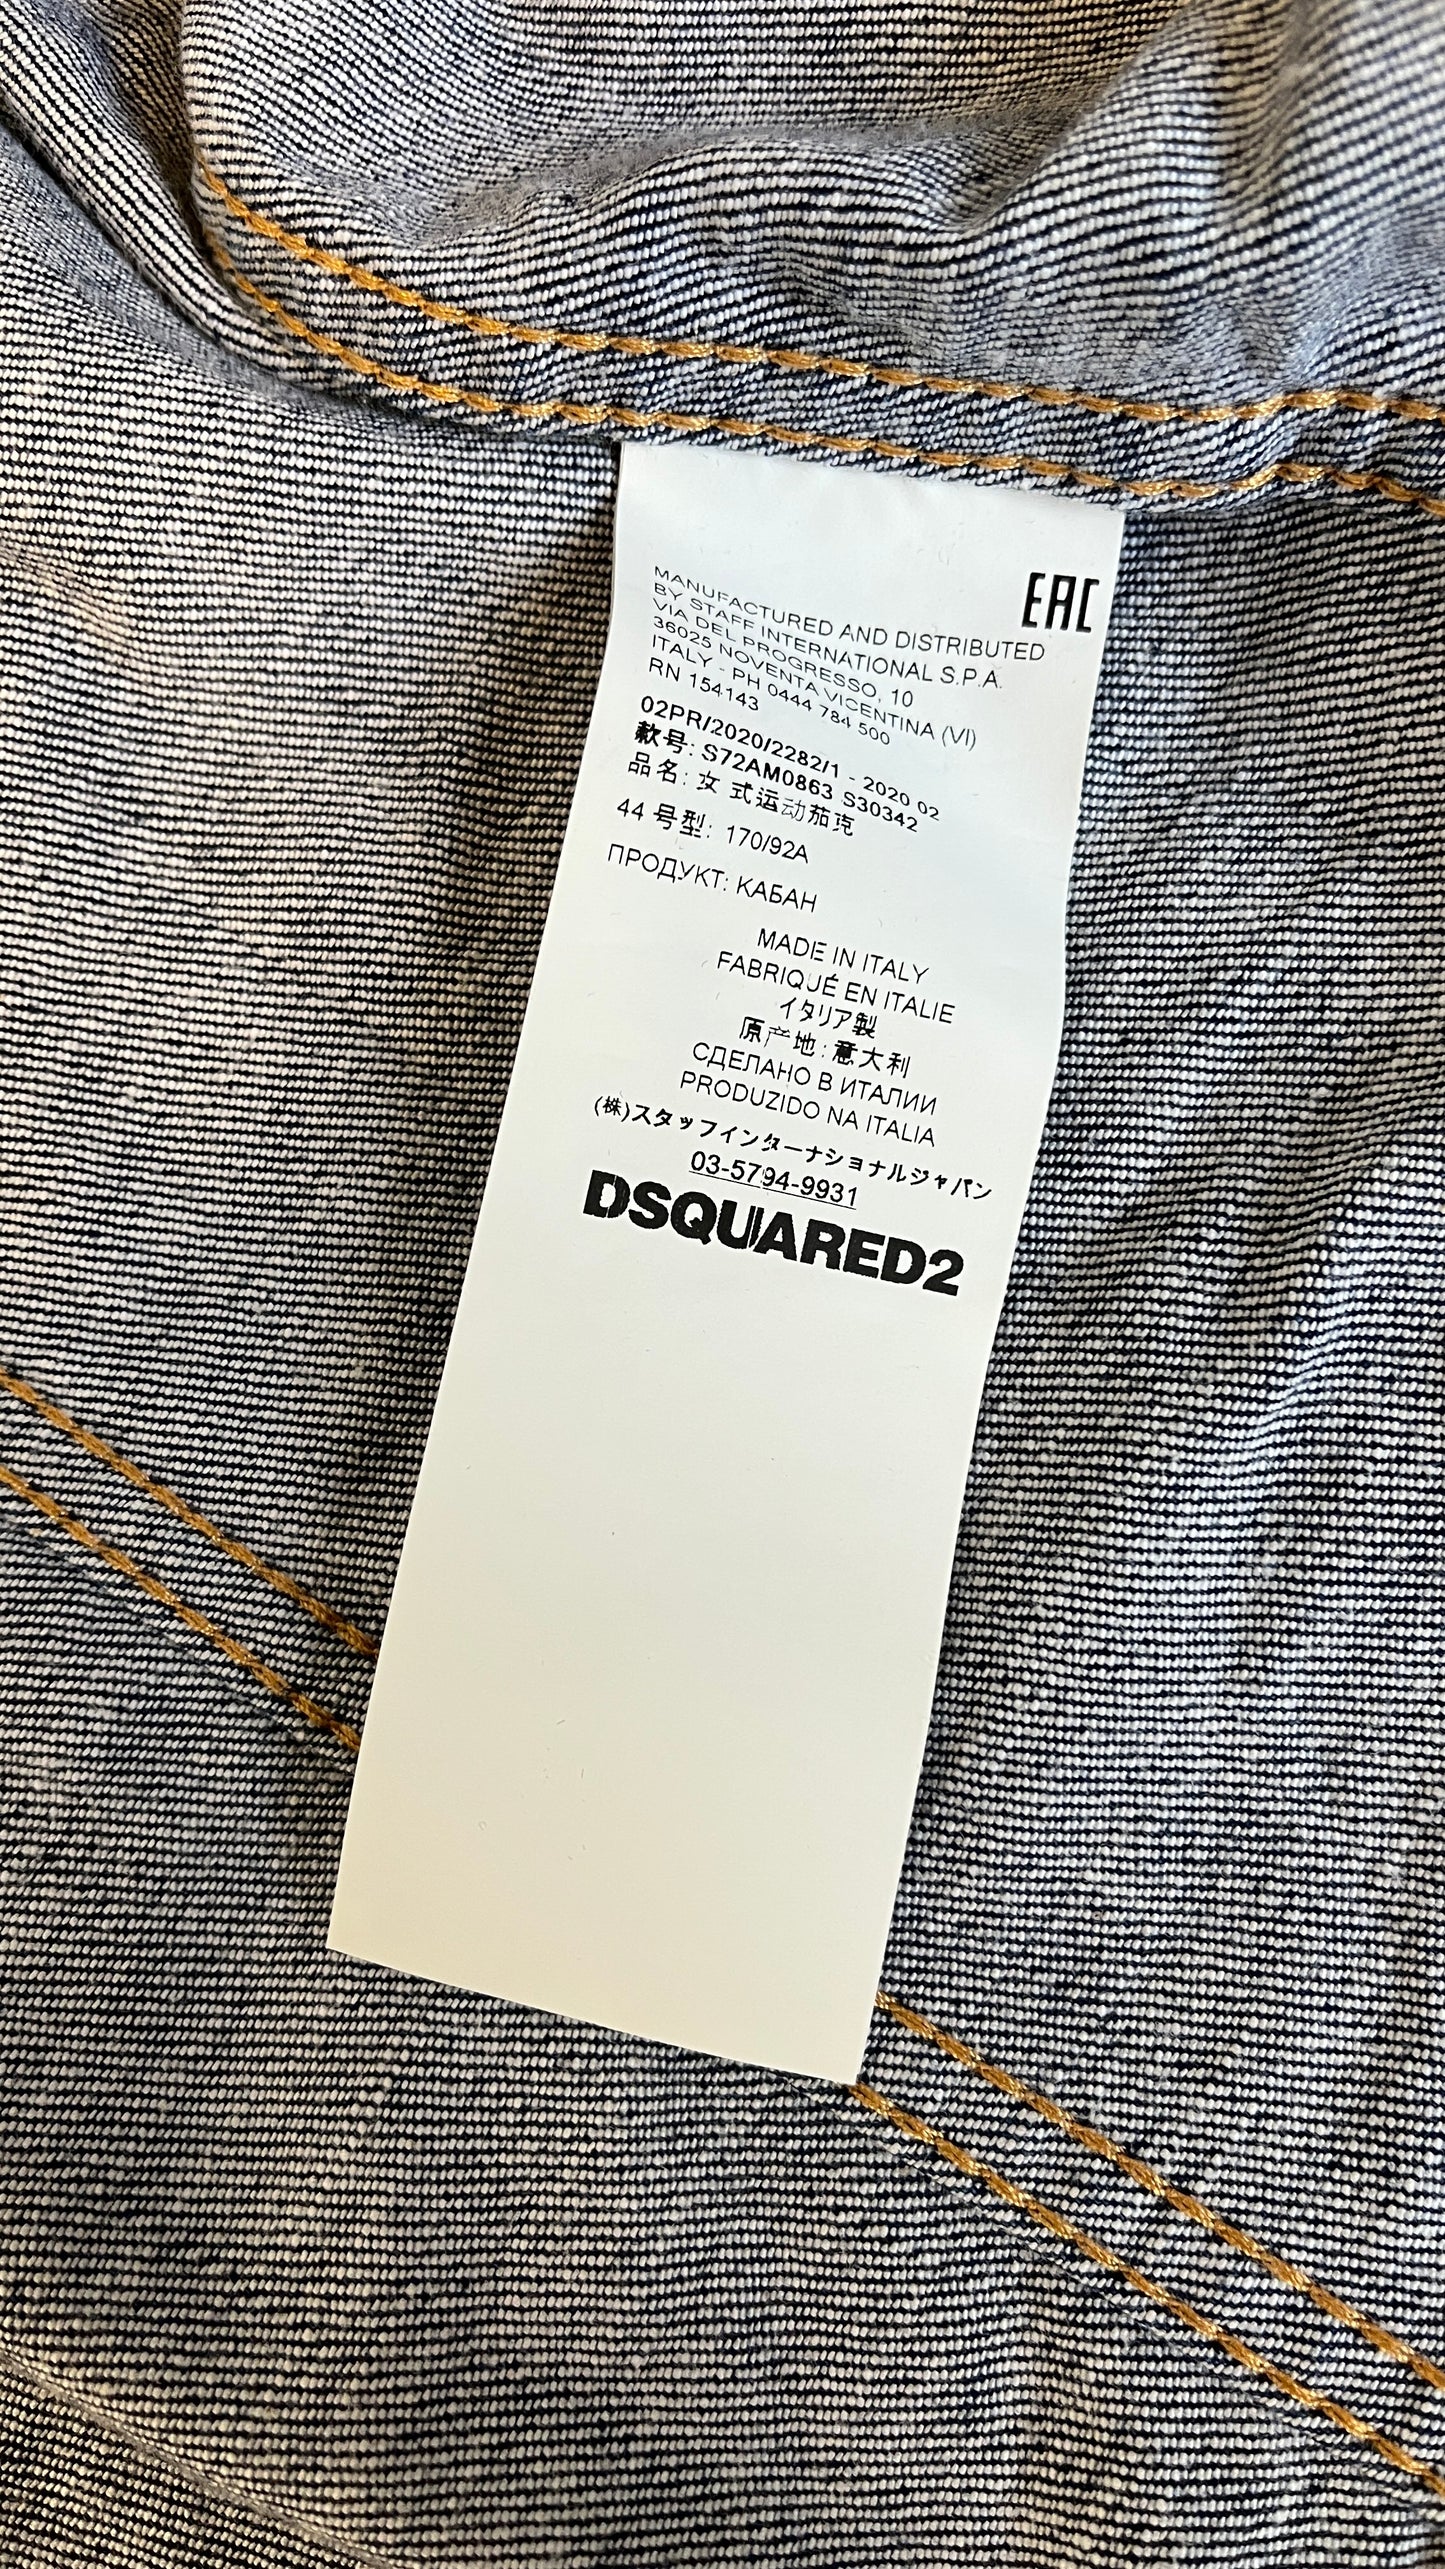 EAC
MANUFACTURED AND DISTRIBUTED
BY STAFF INTERNATIONAL S.P.A.
VIA DEL PROGRESSO, 10
36025 NOVENTA VICENTINA (VI)
ITALY - PH 0444 784 500
RN 154143
02PR/2020/2282/1 - 2020 02
款号: S72AM0863 S30342
品名: 女 式运动茄克
44 号型: 170/92A
ПРОДУКТ: КАБАН
MADE IN ITALY
FABRIQUÉ EN ITALIE
イタリア製
原产地:意大利
СДЕЛАНО В ИТАЛИИ
PRODUZIDO NA ITALIA
(株)スタッフインターナショナルジャパン
03-5794-9931
DSQUARED2